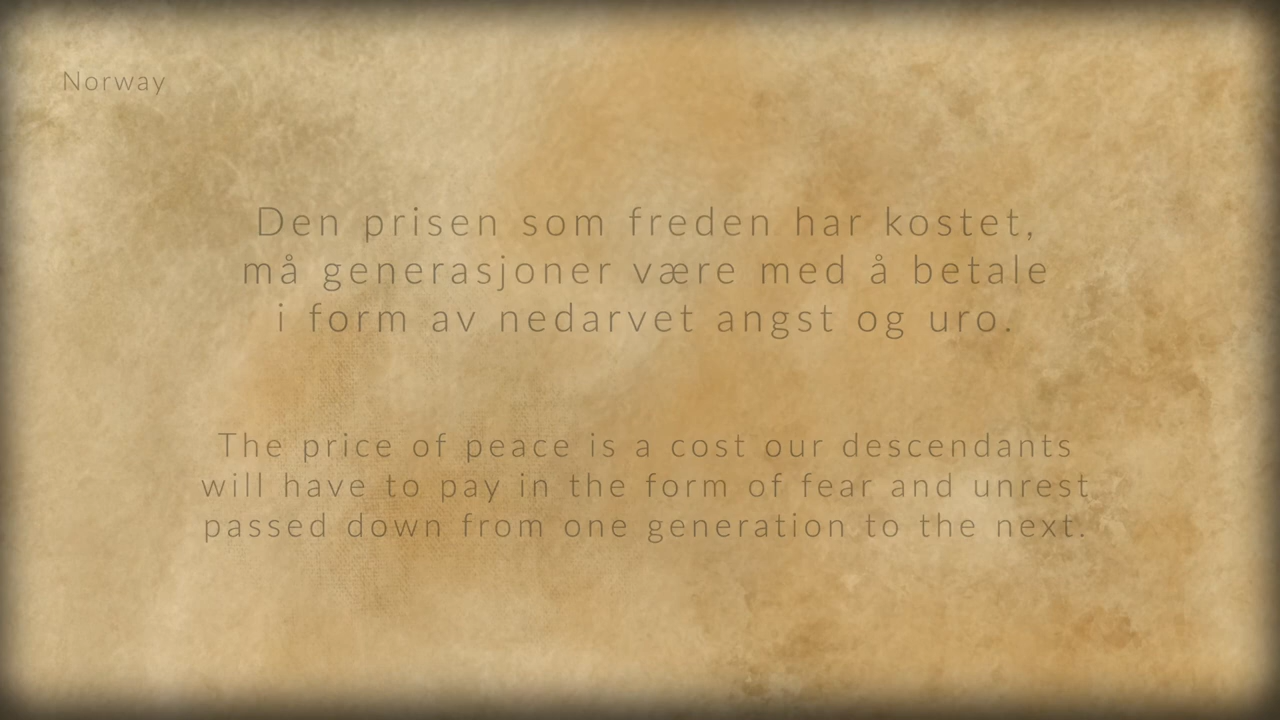 Norway
Den prisen som freden har kostet,
må generasjoner være med å betale
i form av nedarvet angst og uro.
The price of peace is a cost our descendants
will have to pay in the form of fear and unrest
passed down from one generation to the next.